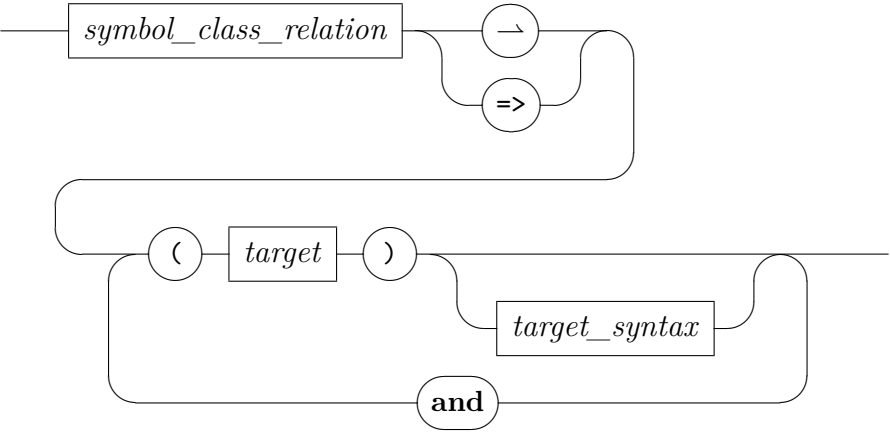 symbol_class_relation ⇀
=>
( target )
target_syntax
and